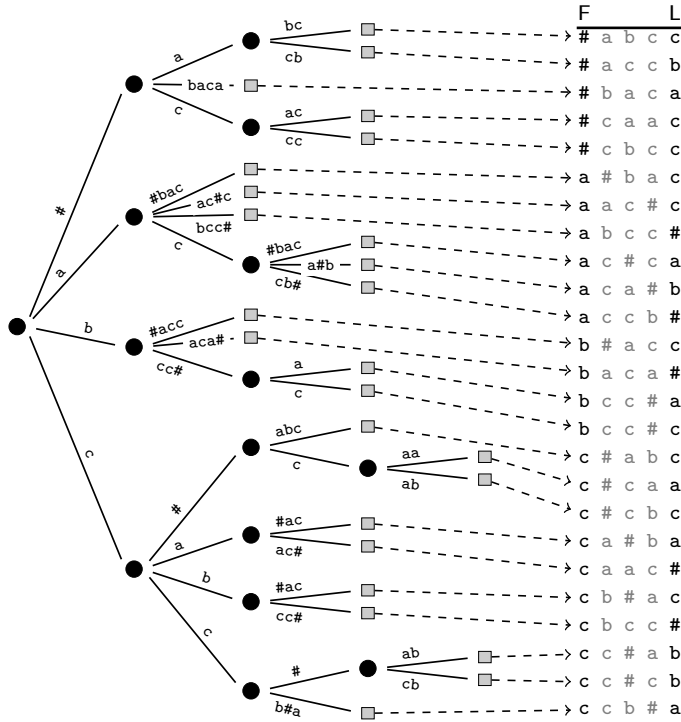 bc
a
cb
baca
c
ac
cc
#bac
ac#c
#
bcc#
c
#bac
a#b
a
cb#
b
#acc
aca#
cc#
a
c
abc
c
c
aa
ab
#
#ac
a
ac#
b
#ac
cc#
c
ab
#
cb
b#a
F L
# a b c c
# a c c b
# b a c a
# c a a c
# c b c c
a # b a c
a a c # c
a b c c #
a c # c a
a c a # b
a c c b #
b # a c c
b a c a #
b c c # a
b c c # c
c # a b c
c # c a a
c # c b c
c a # b a
c a a c #
c b # a c
c b c c #
c c # a b
c c # c b
c c b # a